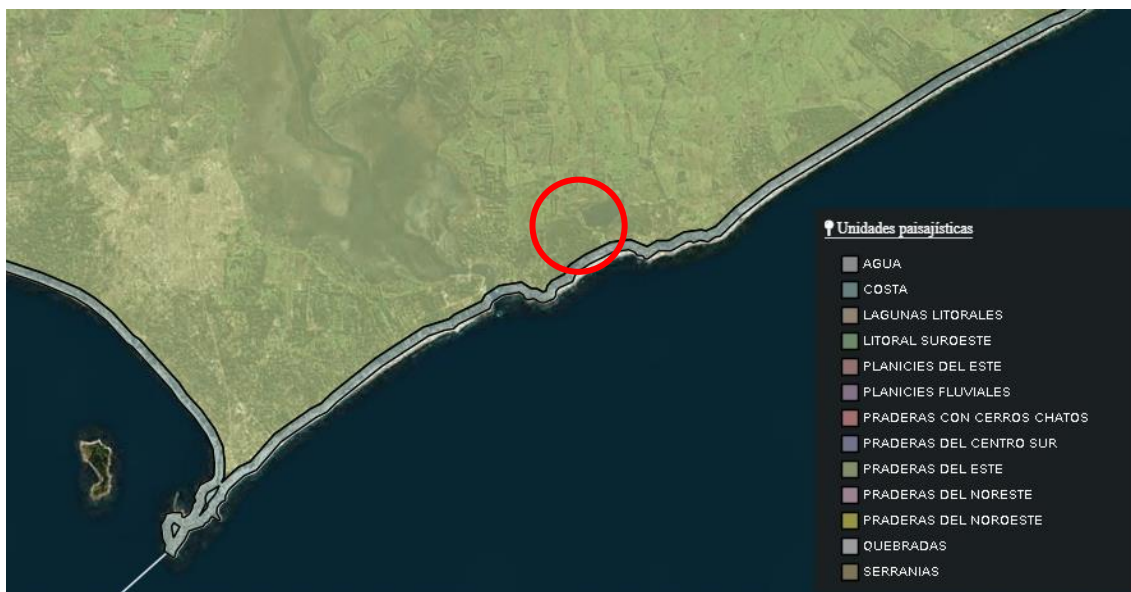 Unidades paisajísticas
AGUA
COSTA
LAGUNAS LITORALES
LITORAL SUROESTE
PLANICIES DEL ESTE
PLANICIES FLUVIALES
PRADERAS CON CERROS CHATOS
PRADERAS DEL CENTRO SUR
PRADERAS DEL ESTE
PRADERAS DEL NORESTE
PRADERAS DEL NOROESTE
QUEBRADAS
SERRANIAS